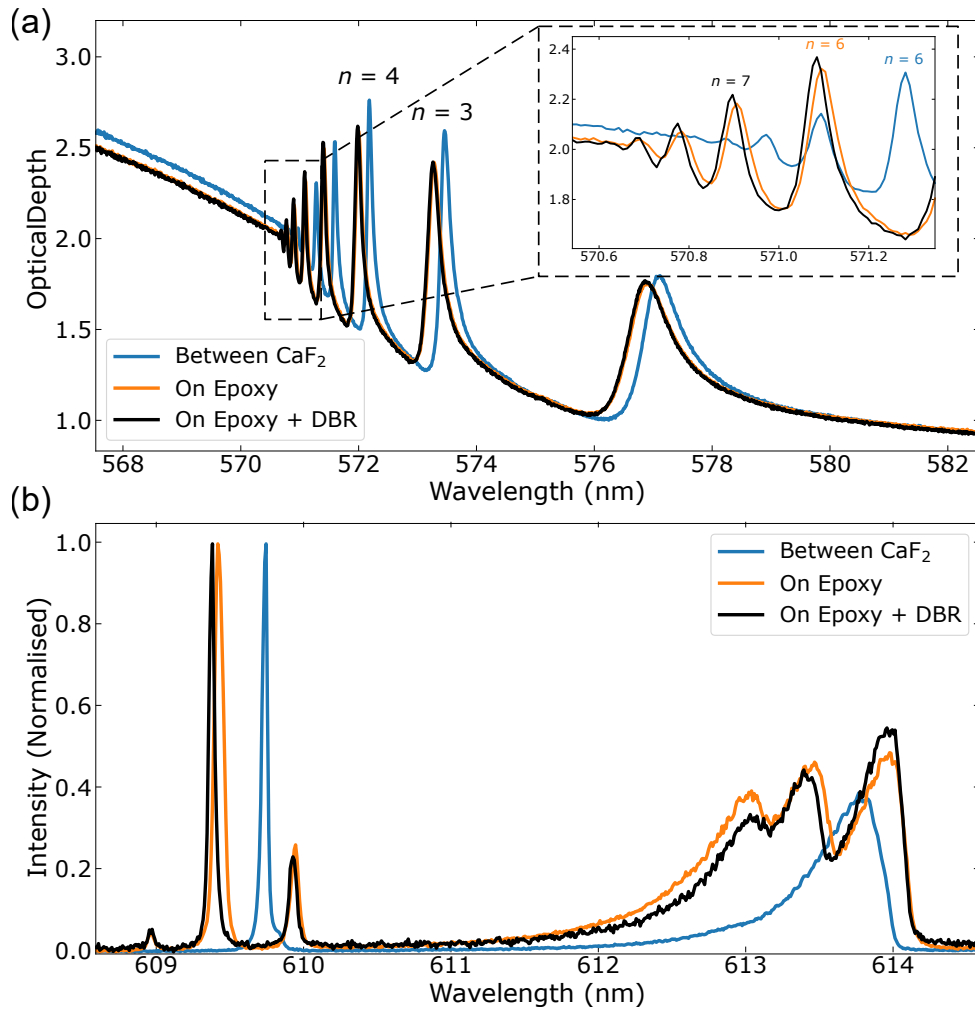 (a)
OpticalDepth
3.0
2.5
2.0
1.5
1.0
n = 4
n = 3
2.4
2.2
2.0
1.8
n = 7
n = 6
n = 6
570.6
570.8
571.0
571.2
Between CaF₂
On Epoxy
On Epoxy + DBR
568
570
572
574
576
578
580
582
Wavelength (nm)
(b)
Intensity (Normalised)
1.0
0.8
0.6
0.4
0.2
0.0
Between CaF₂
On Epoxy
On Epoxy + DBR
609
610
611
612
613
614
Wavelength (nm)